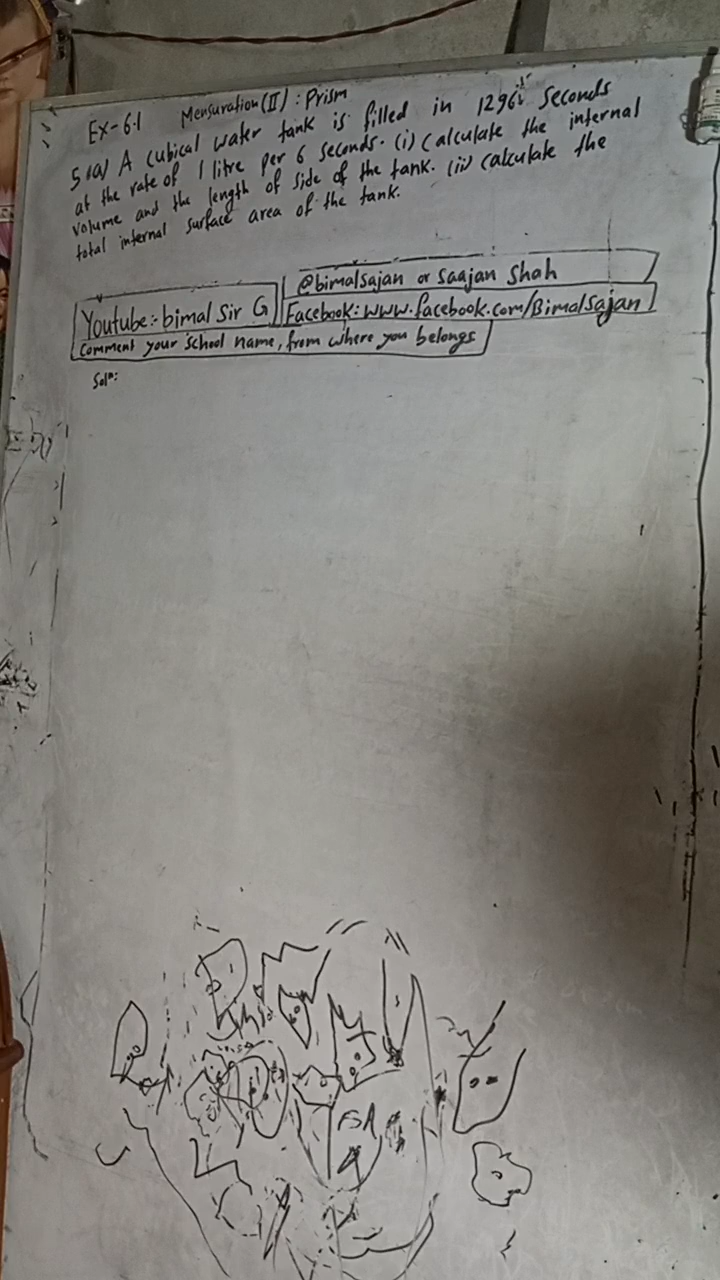 Ex-6.1 Mensuration(II): Prism
5.(a) A cubical water tank is filled in 1296 seconds
at the rate of 1 litre per 6 seconds. (i) calculate the internal
volume and the length of side of the tank. (ii) calculate the
total internal surface area of the tank.
@bimalsajan or Saajan Shah
Youtube:- bimal Sir G
Facebook: www.facebook.com/BimalSajan
comment your school name, from where you belongs
Solⁿ: